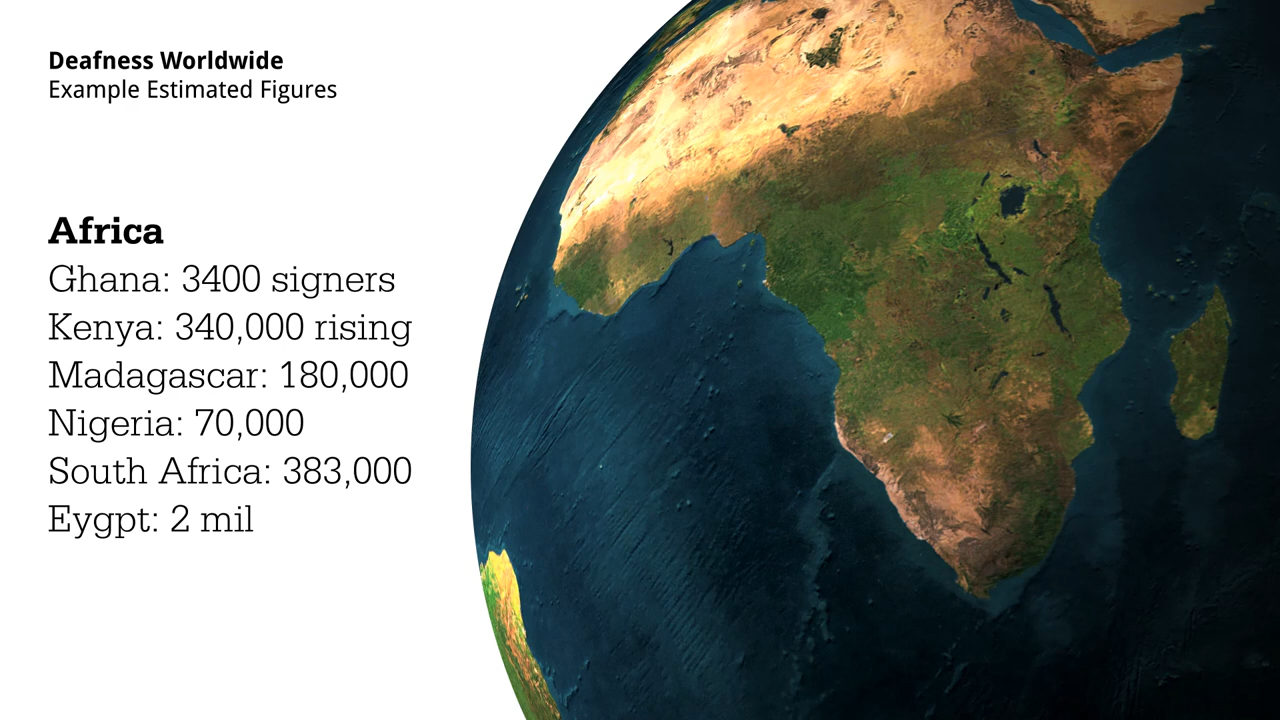 Deafness Worldwide
Example Estimated Figures
Africa
Ghana: 3400 signers
Kenya: 340,000 rising
Madagascar: 180,000
Nigeria: 70,000
South Africa: 383,000
Eygpt: 2 mil